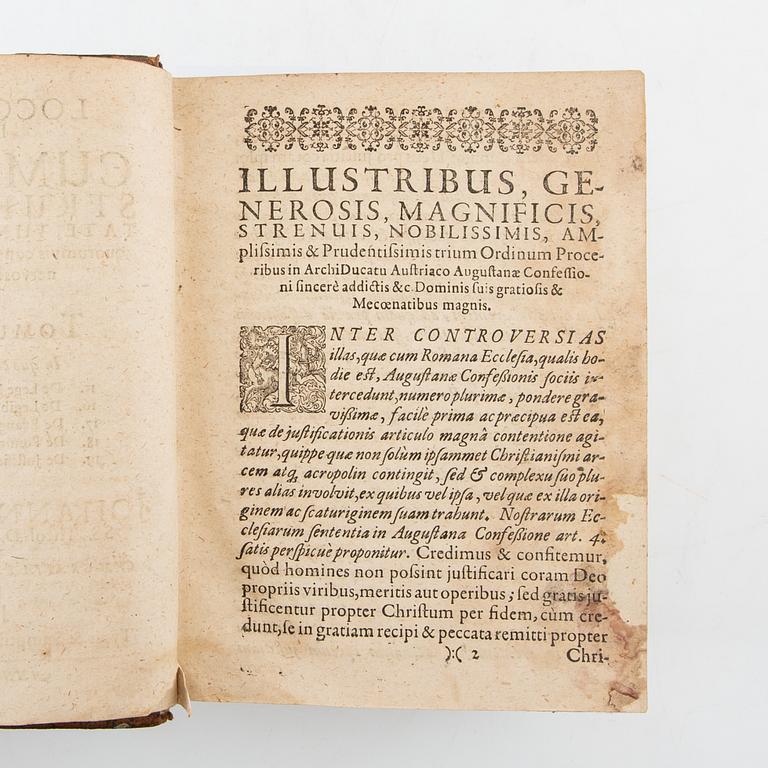 ILLUSTRIBUS, GE-
NEROSIS, MAGNIFICIS,
STRENUIS, NOBILISSIMIS, AM-
plissimis & Prudentissimis trium Ordinum Proce-
ribus in ArchiDucatu Austriaco Augustanæ Confessio-
ni sincerè addictis &c. Dominis suis gratiosis &
Mecœnatibus magnis.
INTER CONTROVERSIAS
illas, quæ cum Romana Ecclesia, qualis ho-
die est, Augustanæ Confessionis sociis in-
tercedunt, numero plurimæ, pondere gra-
vissimæ, facilè prima ac præcipua est ea,
quæ de justificationis articulo magnâ contentione agi-
tatur, quippe quæ non solùm ipsammet Christianismi ar-
cem atq; acropolin contingit, sed & complexu suo plu-
res alias involvit, ex quibus vel ipsa, vel quæ ex illa ori-
ginem ac scaturiginem suam trahunt. Nostrarum Ec-
clesiarum sententia in Augustana Confessione art. 4.
satis perspicuè proponitur. Credimus & confitemur,
quòd homines non possint justificari coram Deo
propriis viribus, meritis aut operibus; sed gratis ju-
stificentur propter Christum per fidem, cùm cre-
dunt, se in gratiam recipi & peccata remitti propter
):( 2 Chri-